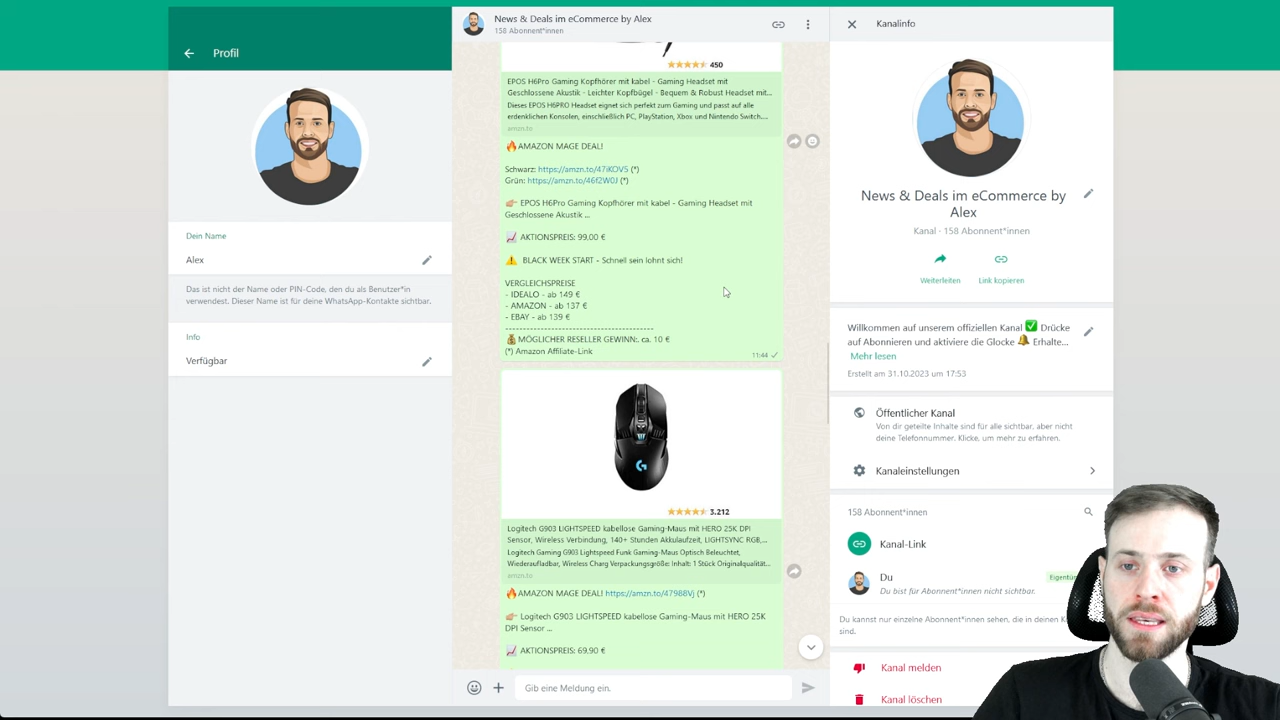 Profil
Dein Name
Alex
Das ist nicht der Name oder PIN-Code, den du als Benutzer*in
verwendest. Dieser Name ist für deine WhatsApp-Kontakte sichtbar.
Info
Verfügbar
News & Deals im eCommerce by Alex
158 Abonnent*innen
450
EPOS H6Pro Gaming Kopfhörer mit kabel - Gaming Headset mit
Geschlossene Akustik - Leichter Kopfbügel - Bequem & Robust Headset mit...
Dieses EPOS H6PRO Headset eignet sich perfekt zum Gaming und passt auf alle
erdenklichen Konsolen, einschließlich PC, PlayStation, Xbox und Nintendo Switch....
amzn.to
🔥AMAZON MAGE DEAL!
Schwarz: https://amzn.to/47iKOV5 (*)
Grün: https://amzn.to/46f2W0J (*)
👉 EPOS H6Pro Gaming Kopfhörer mit kabel - Gaming Headset mit
Geschlossene Akustik ...
📈 AKTIONSPREIS: 99,00 €
⚠️ BLACK WEEK START - Schnell sein lohnt sich!
VERGLEICHSPREISE
- IDEALO - ab 149 €
- AMAZON - ab 137 €
- EBAY - ab 139 €
------------------------------------------
💰MÖGLICHER RESELLER GEWINN:. ca. 10 €
(*) Amazon Affiliate-Link
11:44
G
3.212
Logitech G903 LIGHTSPEED kabellose Gaming-Maus mit HERO 25K DPI
Sensor, Wireless Verbindung, 140+ Stunden Akkulaufzeit, LIGHTSYNC RGB,...
Logitech Gaming G903 Lightspeed Funk Gaming-Maus Optisch Beleuchtet,
Wiederaufladbar, Wireless Charg Verpackungsgröße: Inhalt: 1 Stück Originalqualität...
amzn.to
🔥AMAZON MAGE DEAL! https://amzn.to/47988Vj (*)
👉 Logitech G903 LIGHTSPEED kabellose Gaming-Maus mit HERO 25K
DPI Sensor ...
📈 AKTIONSPREIS: 69,90 €
Gib eine Meldung ein.
Kanalinfo
News & Deals im eCommerce by
Alex
Kanal · 158 Abonnent*innen
Weiterleiten
Link kopieren
Willkommen auf unserem offiziellen Kanal ✅ Drücke
auf Abonnieren und aktiviere die Glocke 🔔 Erhalte...
Mehr lesen
Erstellt am 31.10.2023 um 17:53
Öffentlicher Kanal
Von dir geteilte Inhalte sind für alle sichtbar, aber nicht
deine Telefonnummer. Klicke, um mehr zu erfahren.
Kanaleinstellungen
158 Abonnent*innen
Kanal-Link
Du
Du bist für Abonnent*innen nicht sichtbar.
Du kannst nur einzelne Abonnent*innen sehen, die in deinen
sind.
Kanal melden
Kanal löschen